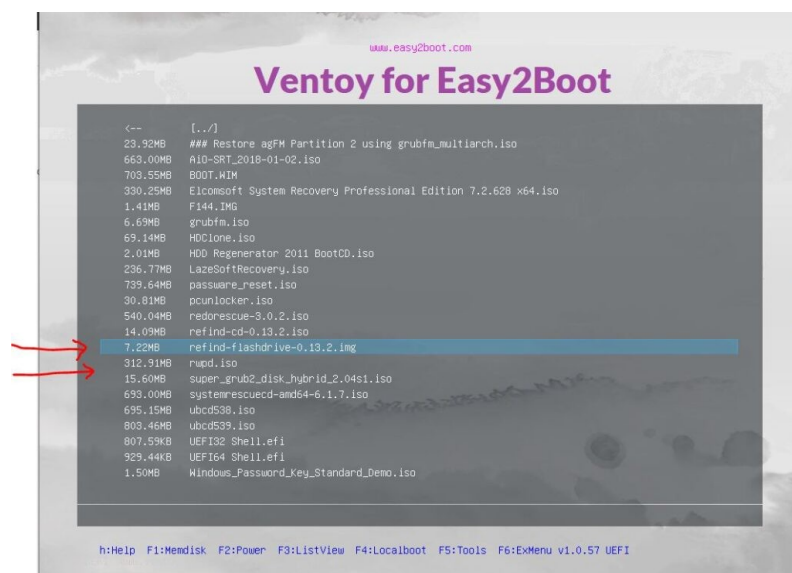 www.easy2boot.com
Ventoy for Easy2Boot
<-- [../]
23.92MB ### Restore agFM Partition 2 using grubfm_multiarch.iso
663.00MB AiO-SRT_2018-01-02.iso
703.55MB BOOT.WIM
330.25MB Elcomsoft System Recovery Professional Edition 7.2.628 x64.iso
1.41MB F144.IMG
6.69MB grubfm.iso
69.14MB HDClone.iso
2.01MB HDD Regenerator 2011 BootCD.iso
236.77MB LazeSoftRecovery.iso
739.64MB passware_reset.iso
30.81MB pcunlocker.iso
540.04MB redorescue-3.0.2.iso
14.09MB refind-cd-0.13.2.iso
7.22MB refind-flashdrive-0.13.2.img
312.91MB rwpd.iso
15.60MB super_grub2_disk_hybrid_2.04s1.iso
693.00MB systemrescuecd-amd64-6.1.7.iso
695.15MB ubcd538.iso
803.46MB ubcd539.iso
807.59KB UEFI32 Shell.efi
929.44KB UEFI64 Shell.efi
1.50MB Windows_Password_Key_Standard_Demo.iso
h:Help F1:Memdisk F2:Power F3:ListView F4:Localboot F5:Tools F6:ExMenu v1.0.57 UEFI